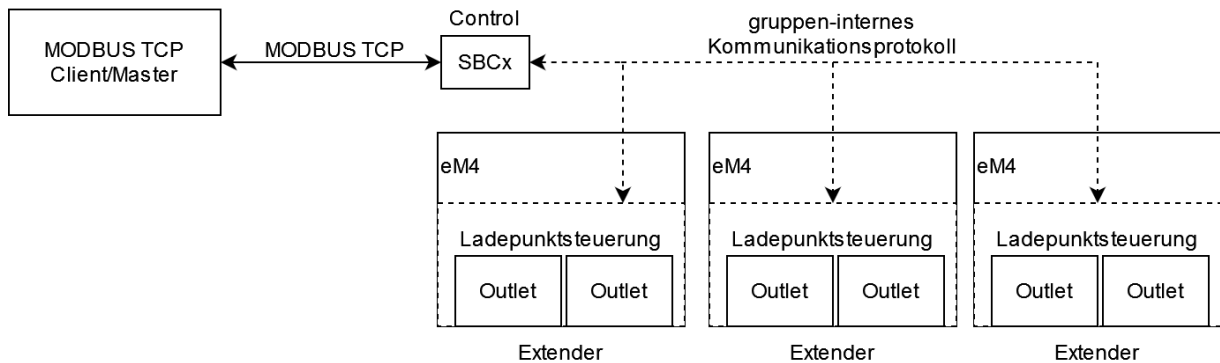 MODBUS TCP
Client/Master
MODBUS TCP
Control
SBCx
gruppen-internes
Kommunikationsprotokoll
eM4
Ladepunktsteuerung
Outlet
Outlet
Extender
eM4
Ladepunktsteuerung
Outlet
Outlet
Extender
eM4
Ladepunktsteuerung
Outlet
Outlet
Extender